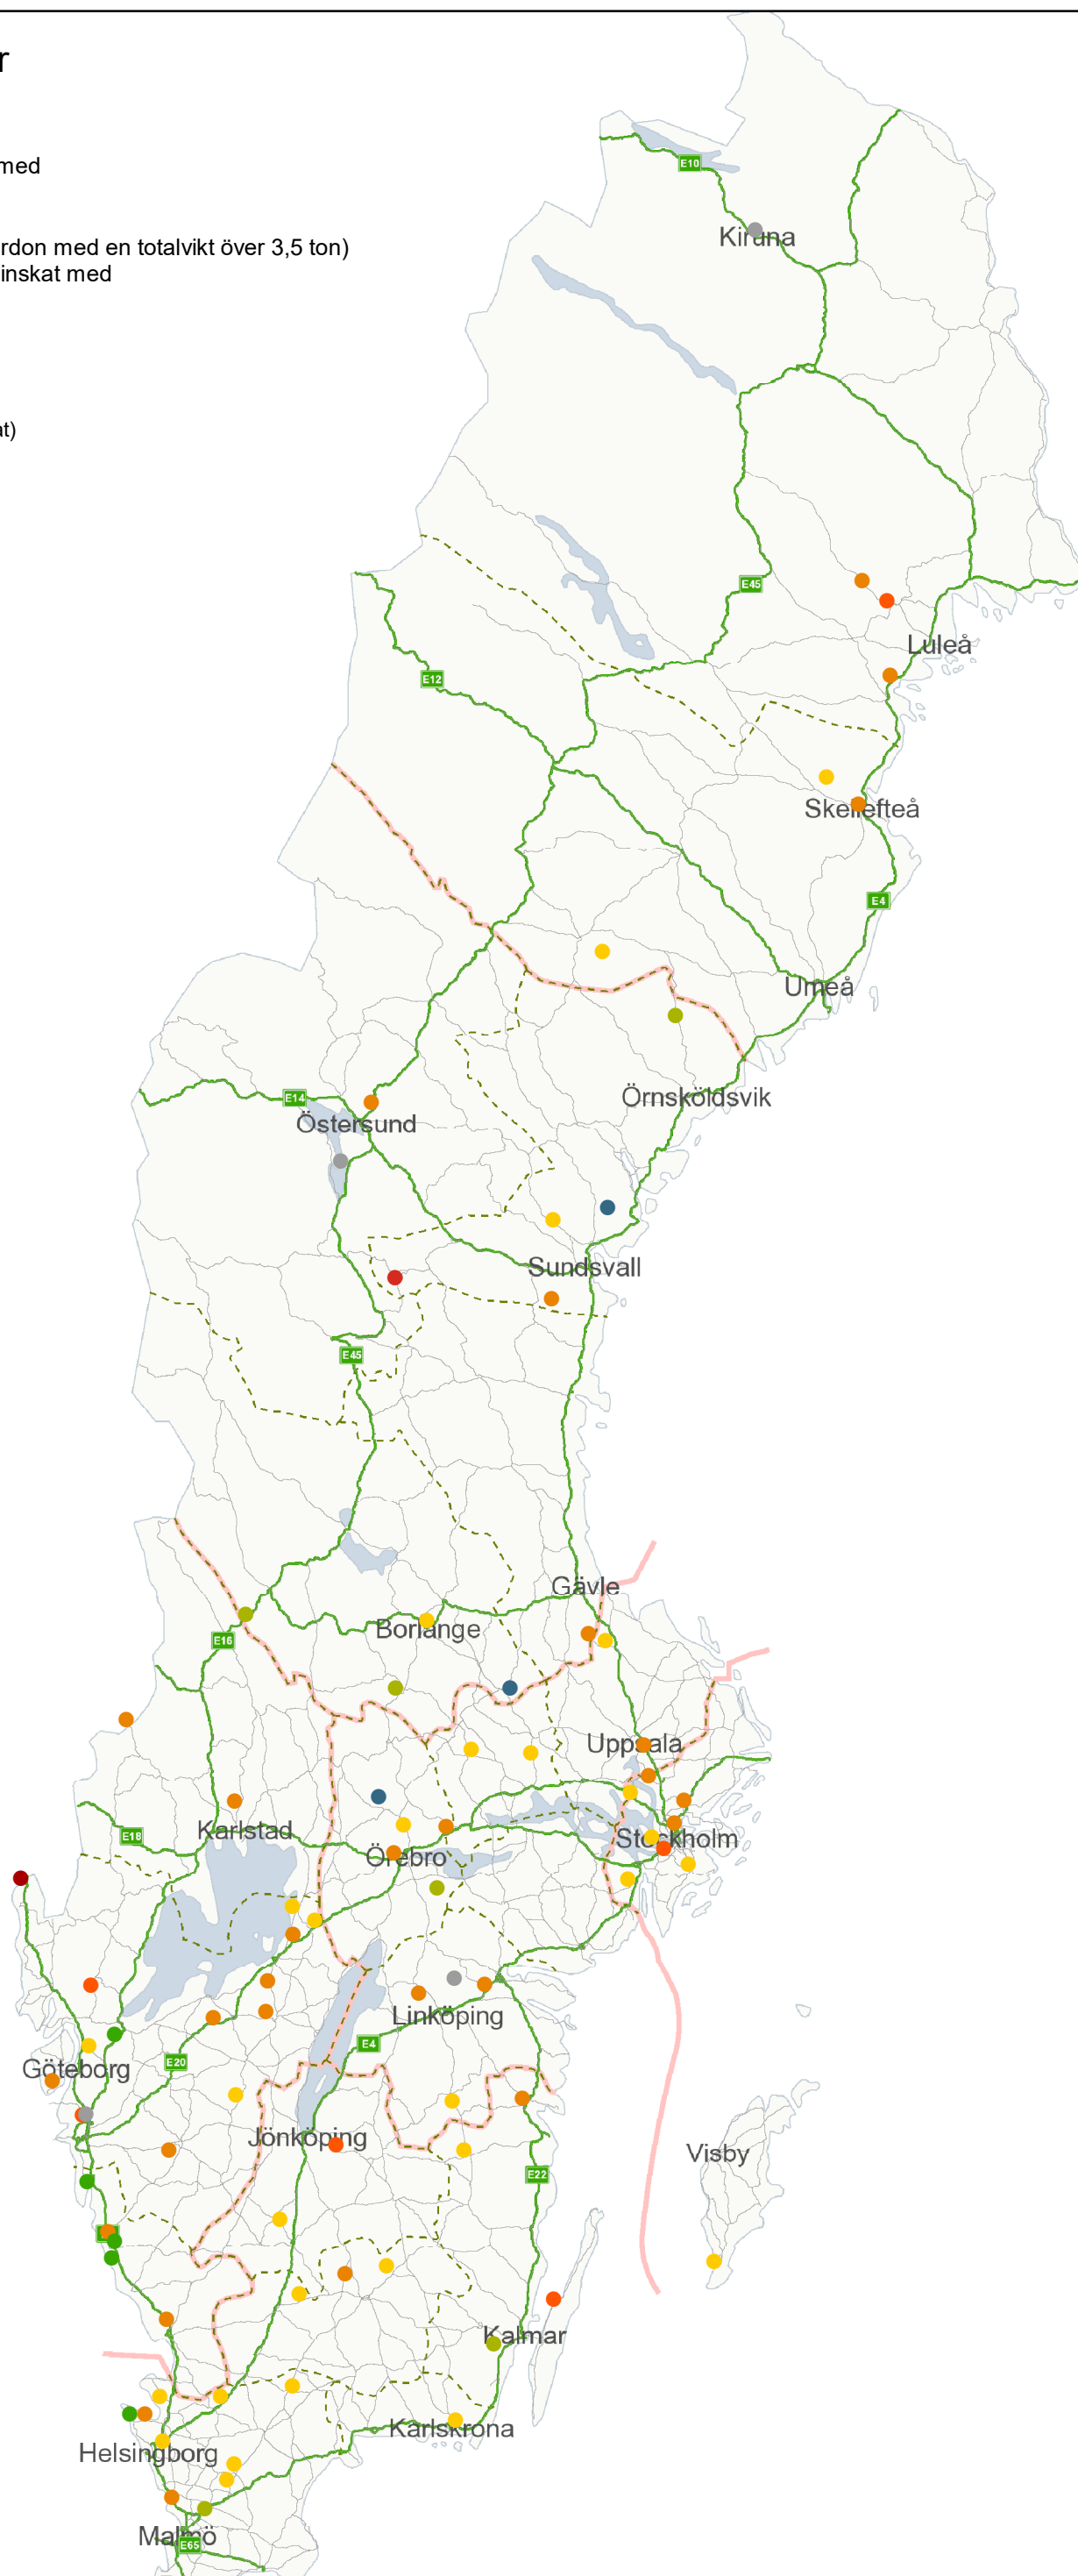 r
med
rdon med en totalvikt över 3,5 ton)
inskat med
at)
E10
Kiruna
E45
Luleå
E12
Skellefteå
E4
Umeå
Örnsköldsvik
E14
Östersund
Sundsvall
E45
Gävle
Borlänge
E16
Uppsala
Karlstad
E18
Stockholm
Örebro
Linköping
E4
E20
Göteborg
Jönköping
Visby
E22
Kalmar
Karlskrona
Helsingborg
Malmö
E65